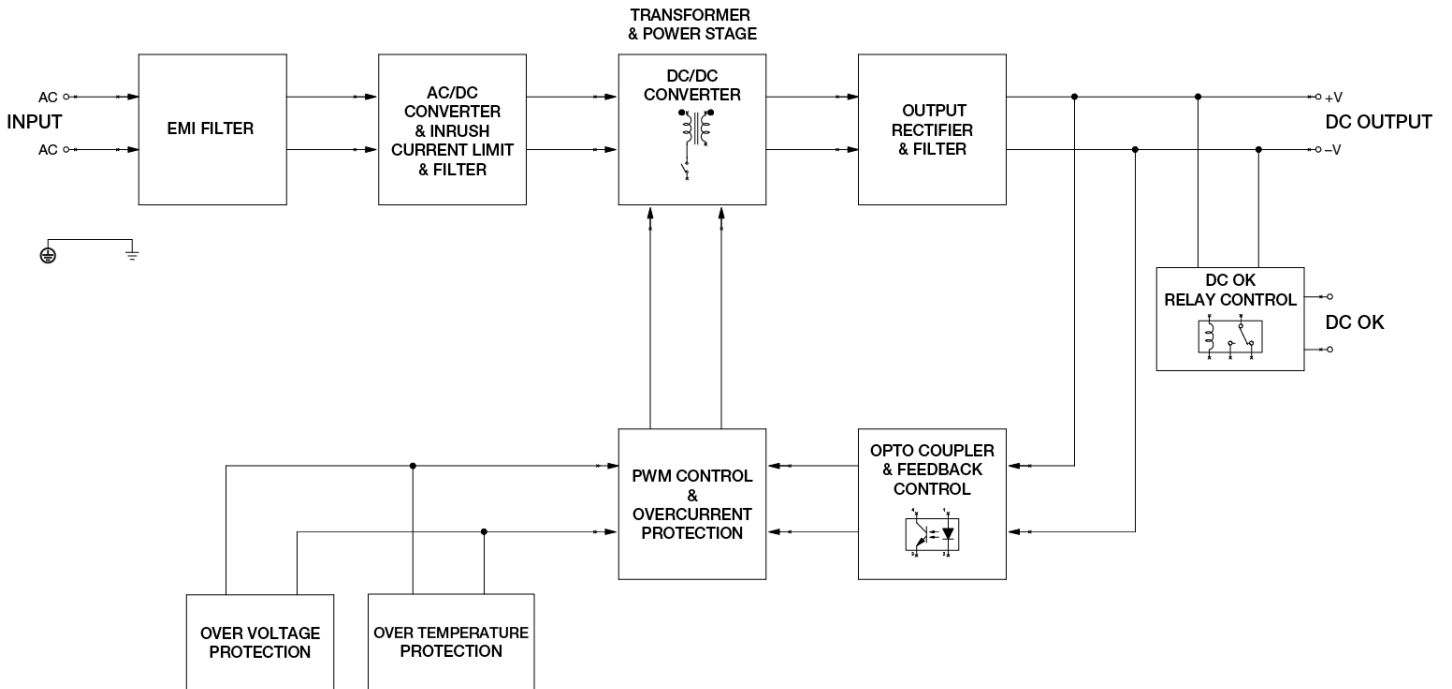 TRANSFORMER
& POWER STAGE
AC
INPUT
AC
EMI FILTER
AC/DC
CONVERTER
& INRUSH
CURRENT LIMIT
& FILTER
DC/DC
CONVERTER
OUTPUT
RECTIFIER
& FILTER
+V
DC OUTPUT
–V
DC OK
RELAY CONTROL
DC OK
PWM CONTROL
&
OVERCURRENT
PROTECTION
OPTO COUPLER
& FEEDBACK
CONTROL
4 1
OVER VOLTAGE
PROTECTION
OVER TEMPERATURE
PROTECTION